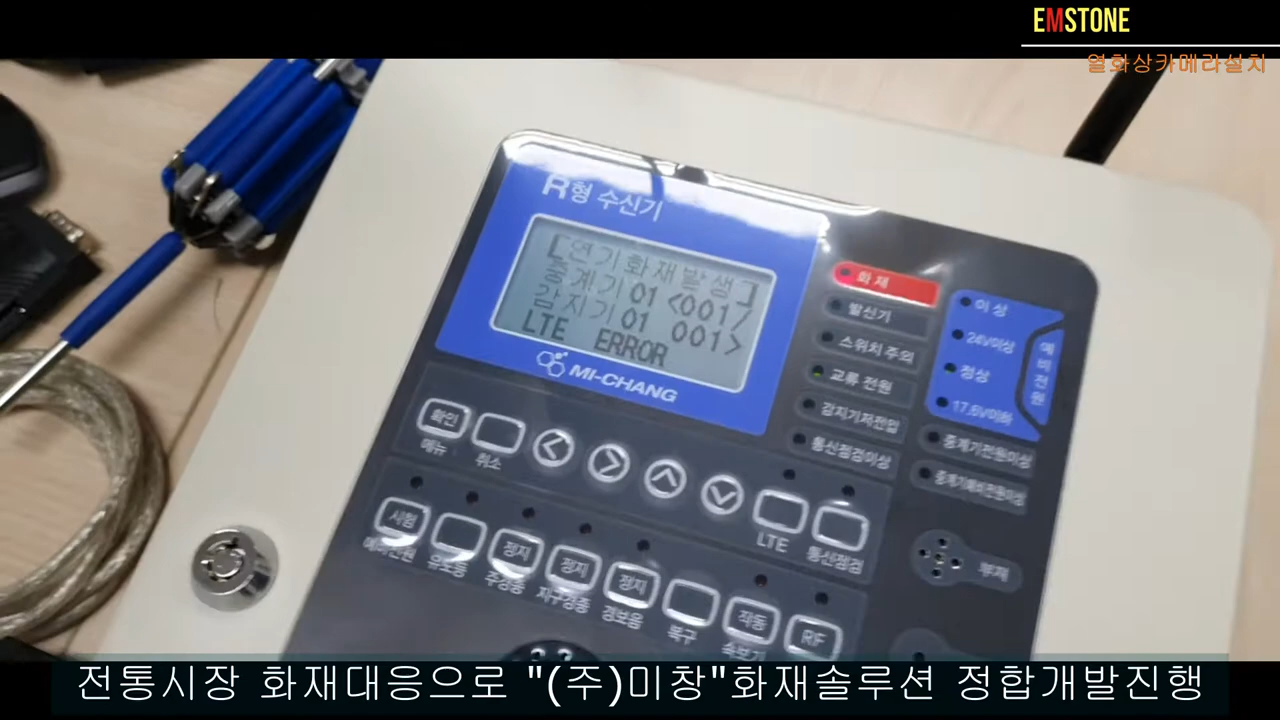 EMSTONE
열화상카메라설치
R형 수신기
[연기화재발생]
중계기 01 <001/
감지기 01 001>
LTE ERROR
MI-CHANG
화 재
발신기
스위치 주의
교류 전원
감지기저전압
통신점검이상
이 상
24V이상
정상
17.6V이하
예비전원
중계기전원이상
중계기예비전원이상
확인
메뉴
취소
LTE
통신점검
시험
예비전원
유도등
정지
주경종
정지
지구경종
정지
경보음
복구
작동
속보기
RF
부저
전통시장 화재대응으로 "(주)미창"화재솔루션 정합개발진행